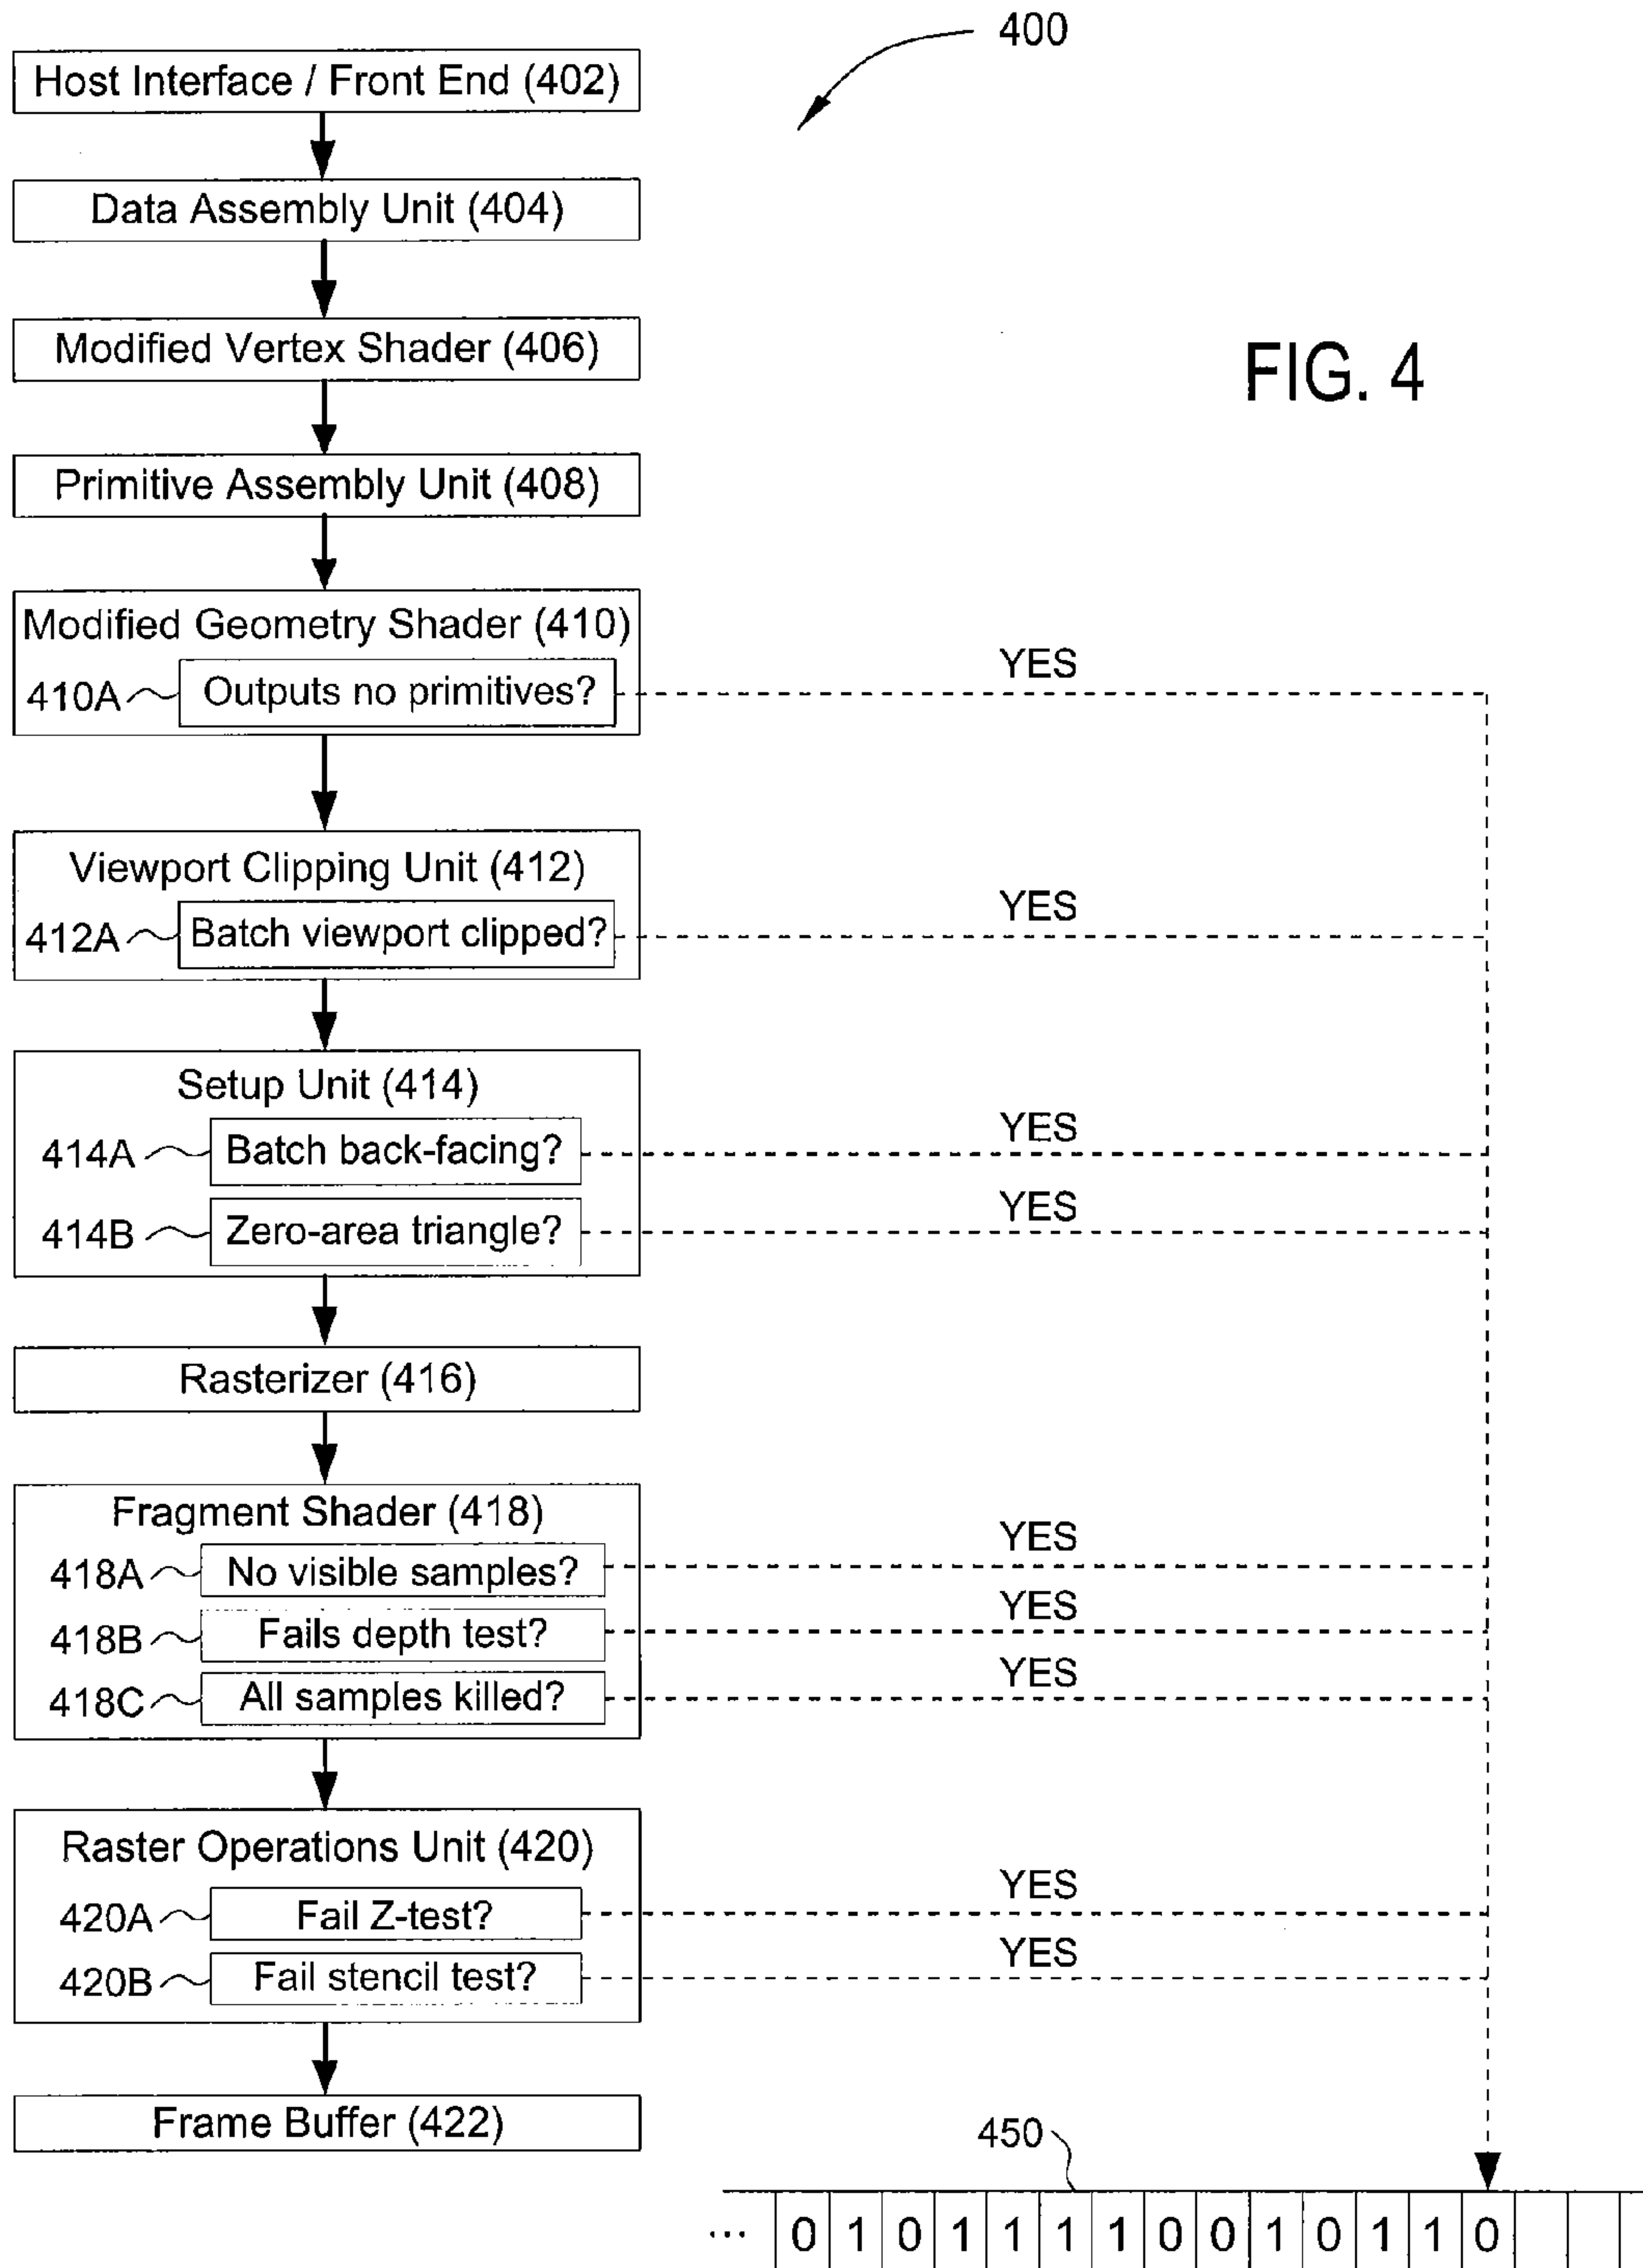 400
Host Interface / Front End (402)
Data Assembly Unit (404)
Modified Vertex Shader (406)
FIG. 4
Primitive Assembly Unit (408)
Modified Geometry Shader (410)
410A Outputs no primitives? YES
Viewport Clipping Unit (412)
412A Batch viewport clipped? YES
Setup Unit (414)
414A Batch back-facing? YES
414B Zero-area triangle? YES
Rasterizer (416)
Fragment Shader (418)
418A No visible samples? YES
418B Fails depth test? YES
418C All samples killed? YES
Raster Operations Unit (420)
420A Fail Z-test? YES
420B Fail stencil test? YES
Frame Buffer (422)
450
... 0 1 0 1 1 1 1 0 0 1 0 1 1 0